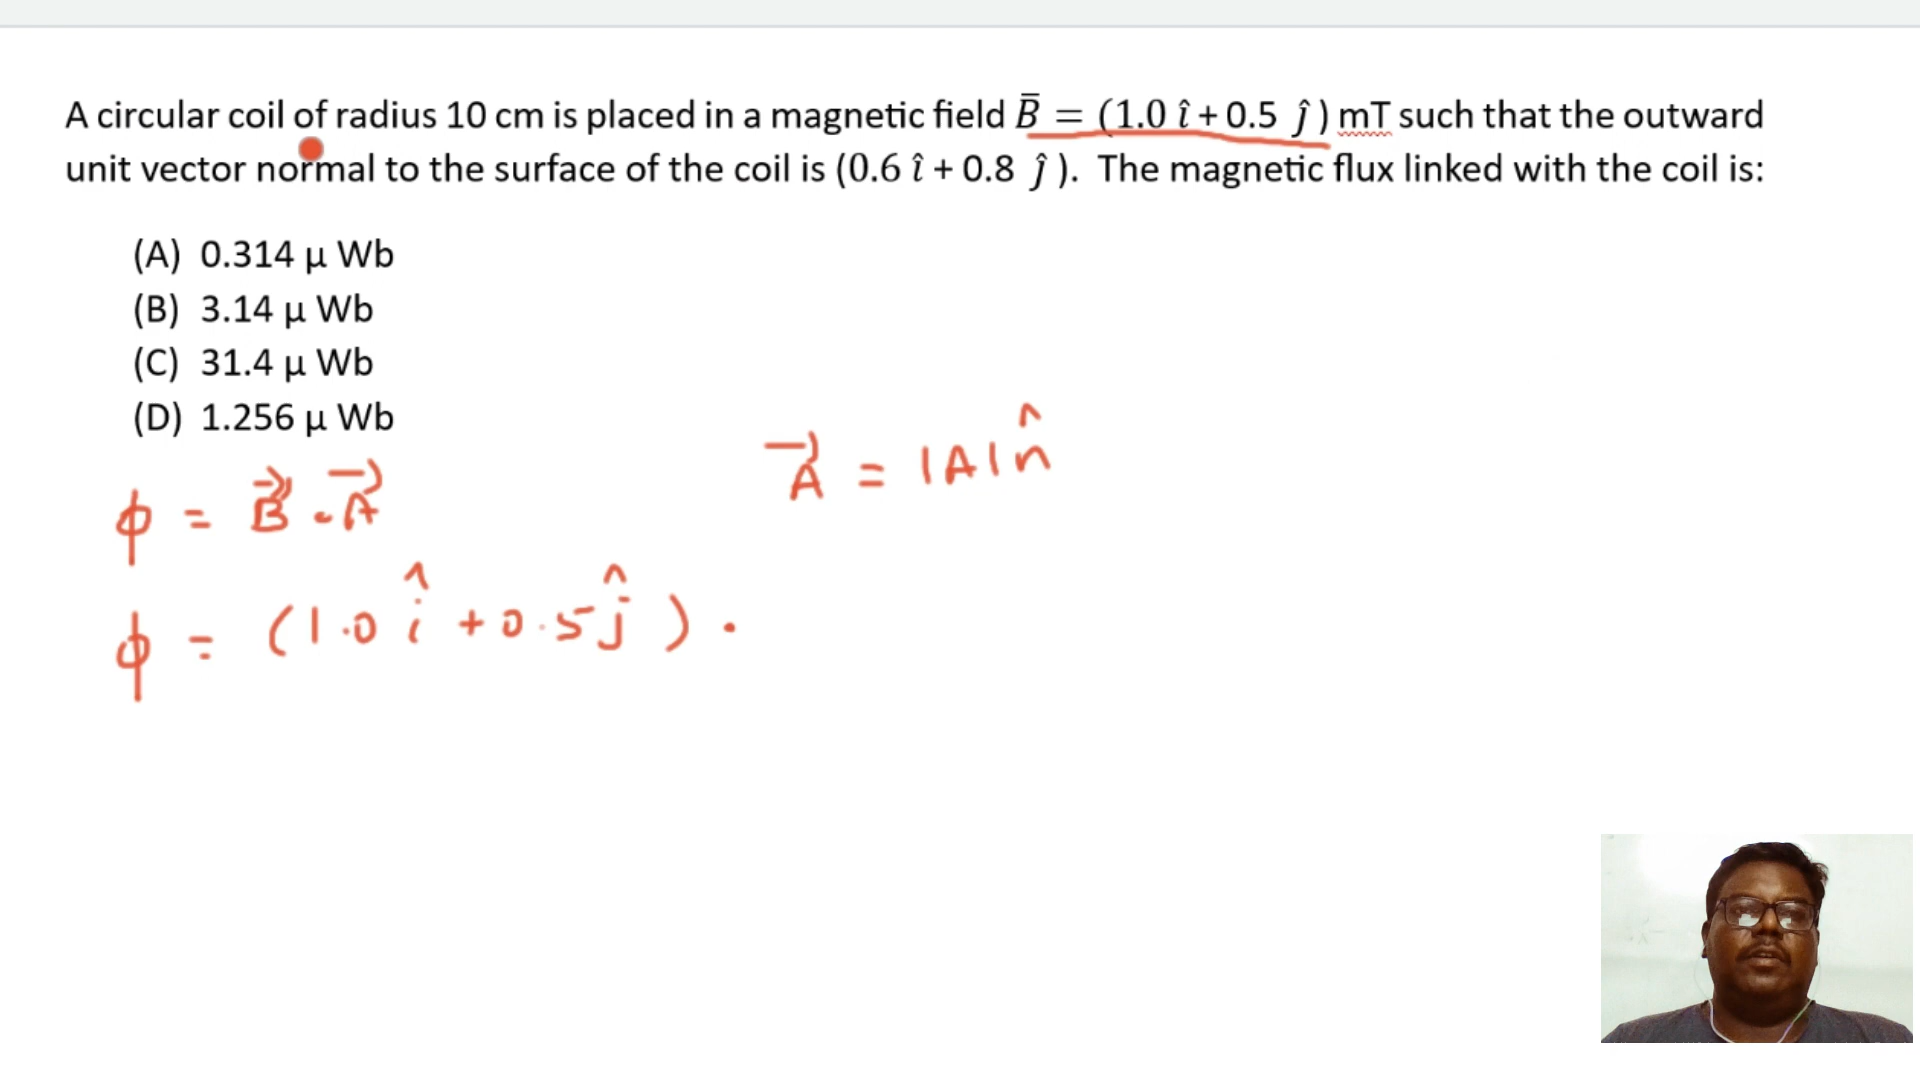 A circular coil of radius 10 cm is placed in a magnetic field B̄ = (1.0 î + 0.5 ĵ) mT such that the outward
unit vector normal to the surface of the coil is (0.6 î + 0.8 ĵ). The magnetic flux linked with the coil is:
(A) 0.314 μ Wb
(B) 3.14 μ Wb
(C) 31.4 μ Wb
(D) 1.256 μ Wb
A⃗ = |A| n̂
ϕ = B⃗ . A⃗
ϕ = (1.0 î + 0.5 ĵ) .